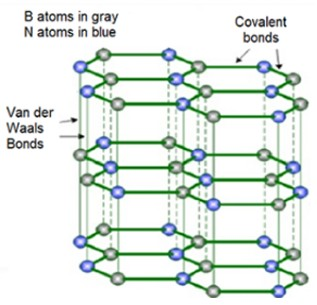 B atoms in gray
N atoms in blue
Covalent
bonds
Van der
Waals
Bonds